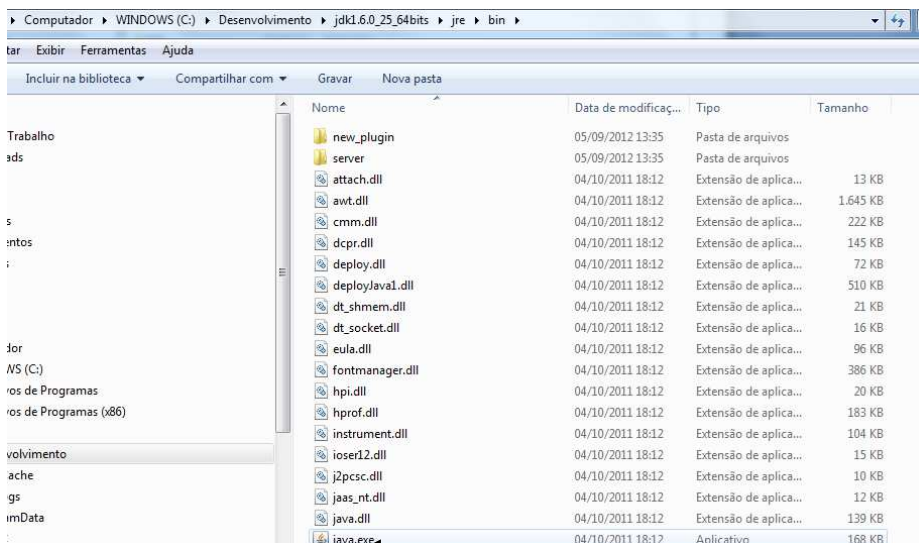 Computador WINDOWS (C:) Desenvolvimento jdk1.6.0_25_64bits jre bin
tar Exibir Ferramentas Ajuda
Incluir na biblioteca Compartilhar com Gravar Nova pasta
Nome Data de modificaç... Tipo Tamanho
Trabalho new_plugin 05/09/2012 13:35 Pasta de arquivos
ads server 05/09/2012 13:35 Pasta de arquivos
attach.dll 04/10/2011 18:12 Extensão de aplica... 13 KB
awt.dll 04/10/2011 18:12 Extensão de aplica... 1.645 KB
s cmm.dll 04/10/2011 18:12 Extensão de aplica... 222 KB
entos dcpr.dll 04/10/2011 18:12 Extensão de aplica... 145 KB
s deploy.dll 04/10/2011 18:12 Extensão de aplica... 72 KB
deployJava1.dll 04/10/2011 18:12 Extensão de aplica... 510 KB
dt_shmem.dll 04/10/2011 18:12 Extensão de aplica... 21 KB
dt_socket.dll 04/10/2011 18:12 Extensão de aplica... 16 KB
dor eula.dll 04/10/2011 18:12 Extensão de aplica... 96 KB
WS (C:) fontmanager.dll 04/10/2011 18:12 Extensão de aplica... 386 KB
vos de Programas hpi.dll 04/10/2011 18:12 Extensão de aplica... 20 KB
vos de Programas (x86) hprof.dll 04/10/2011 18:12 Extensão de aplica... 183 KB
instrument.dll 04/10/2011 18:12 Extensão de aplica... 104 KB
volvimento ioser12.dll 04/10/2011 18:12 Extensão de aplica... 15 KB
ache j2pcsc.dll 04/10/2011 18:12 Extensão de aplica... 10 KB
gs jaas_nt.dll 04/10/2011 18:12 Extensão de aplica... 12 KB
mData java.dll 04/10/2011 18:12 Extensão de aplica... 139 KB
java.exe 04/10/2011 18:12 Aplicativo 168 KB